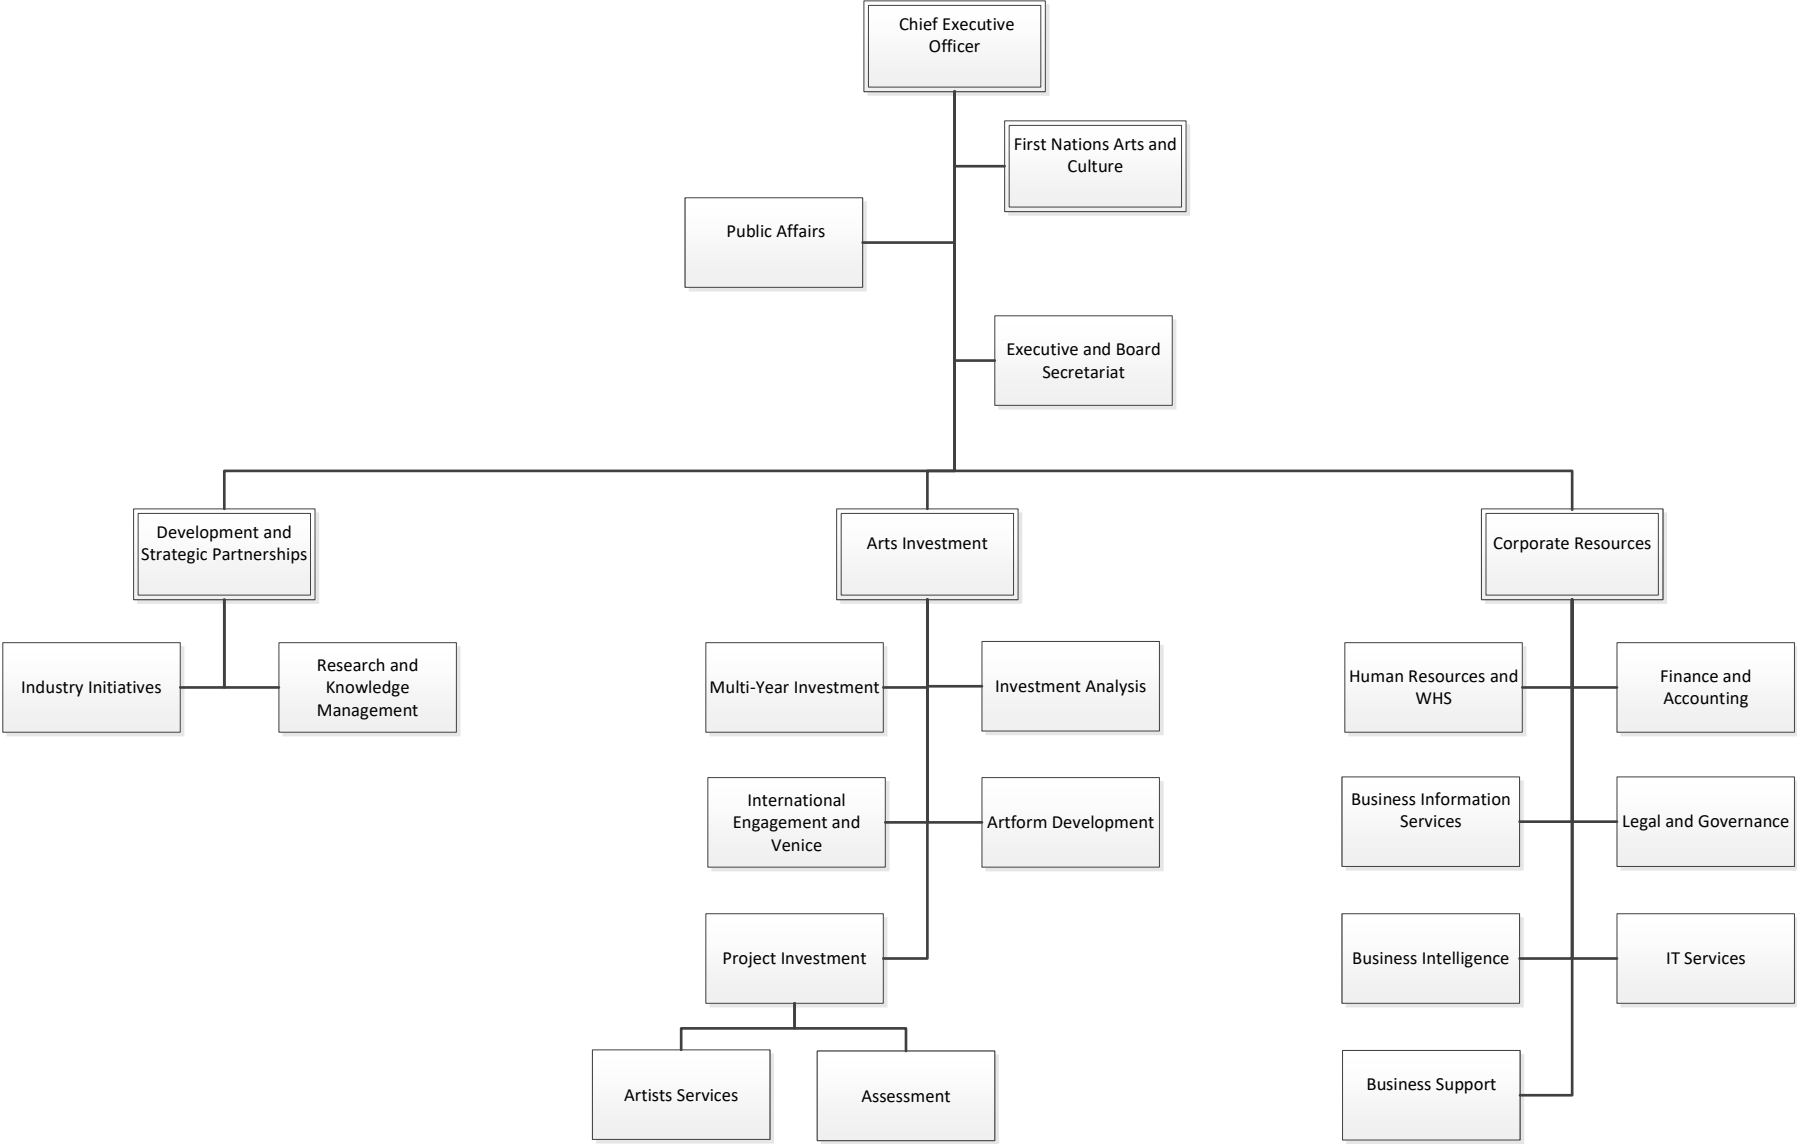 Chief Executive
Officer
First Nations Arts and
Culture
Public Affairs
Executive and Board
Secretariat
Development and
Strategic Partnerships
Arts Investment
Corporate Resources
Industry Initiatives
Research and
Knowledge
Management
Multi-Year Investment
Investment Analysis
Human Resources and
WHS
Finance and
Accounting
International
Engagement and
Venice
Artform Development
Business Information
Services
Legal and Governance
Project Investment
Business Intelligence
IT Services
Artists Services
Assessment
Business Support